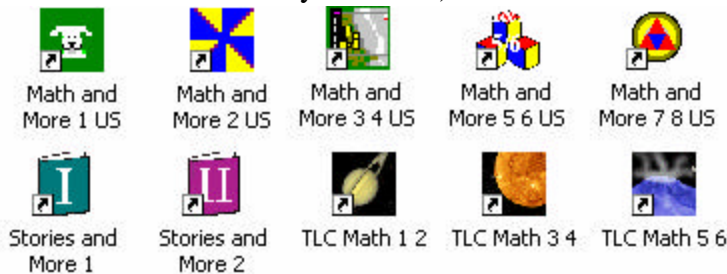 5/6
Math and
More 1 US
Math and
More 2 US
Math and
More 3 4 US
Math and
More 5 6 US
Math and
More 7 8 US
I
Stories and
More 1
II
Stories and
More 2
TLC Math 1 2
TLC Math 3 4
TLC Math 5 6